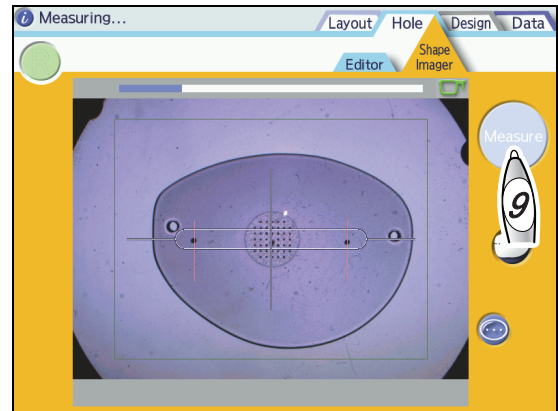 Measuring...
Layout Hole Design Data
Editor Shape
Imager
R
Measure
9